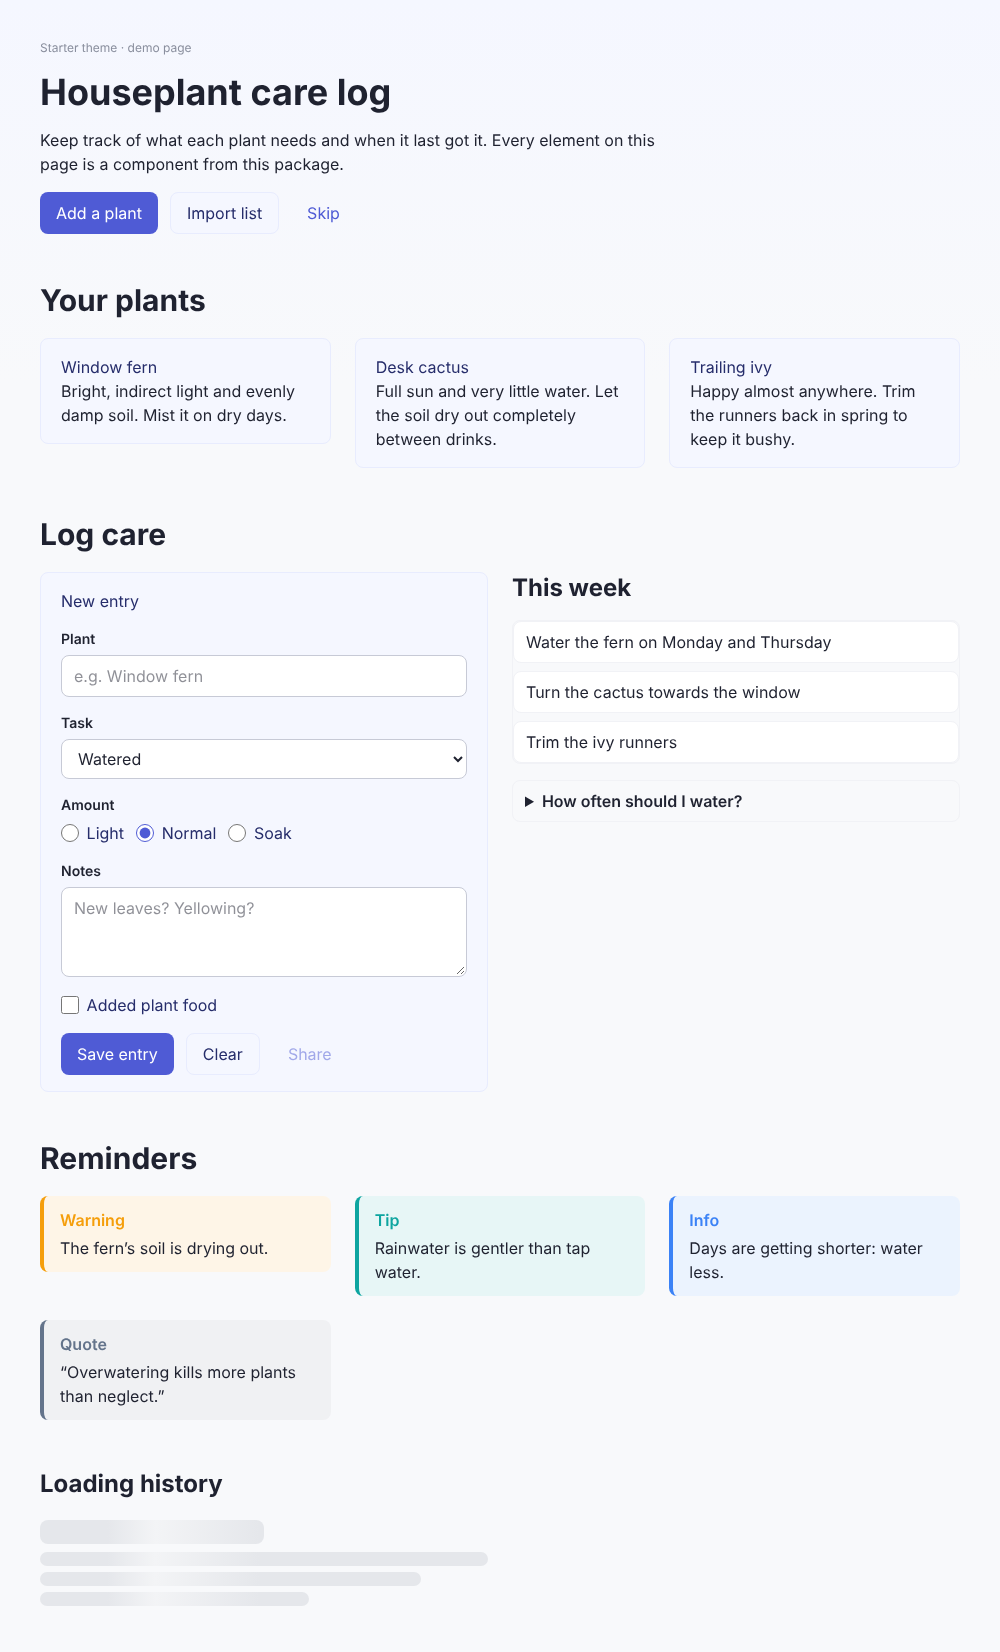 Starter theme · demo page
Houseplant care log
Keep track of what each plant needs and when it last got it. Every element on this
page is a component from this package.
Add a plant
Import list
Skip
Your plants
Window fern
Bright, indirect light and evenly
damp soil. Mist it on dry days.
Desk cactus
Full sun and very little water. Let
the soil dry out completely
between drinks.
Trailing ivy
Happy almost anywhere. Trim
the runners back in spring to
keep it bushy.
Log care
New entry
Plant
e.g. Window fern
Task
Watered
Amount
Light
Normal
Soak
Notes
New leaves? Yellowing?
Added plant food
Save entry
Clear
Share
This week
Water the fern on Monday and Thursday
Turn the cactus towards the window
Trim the ivy runners
How often should I water?
Reminders
Warning
The fern’s soil is drying out.
Tip
Rainwater is gentler than tap
water.
Info
Days are getting shorter: water
less.
Quote
“Overwatering kills more plants
than neglect.”
Loading history